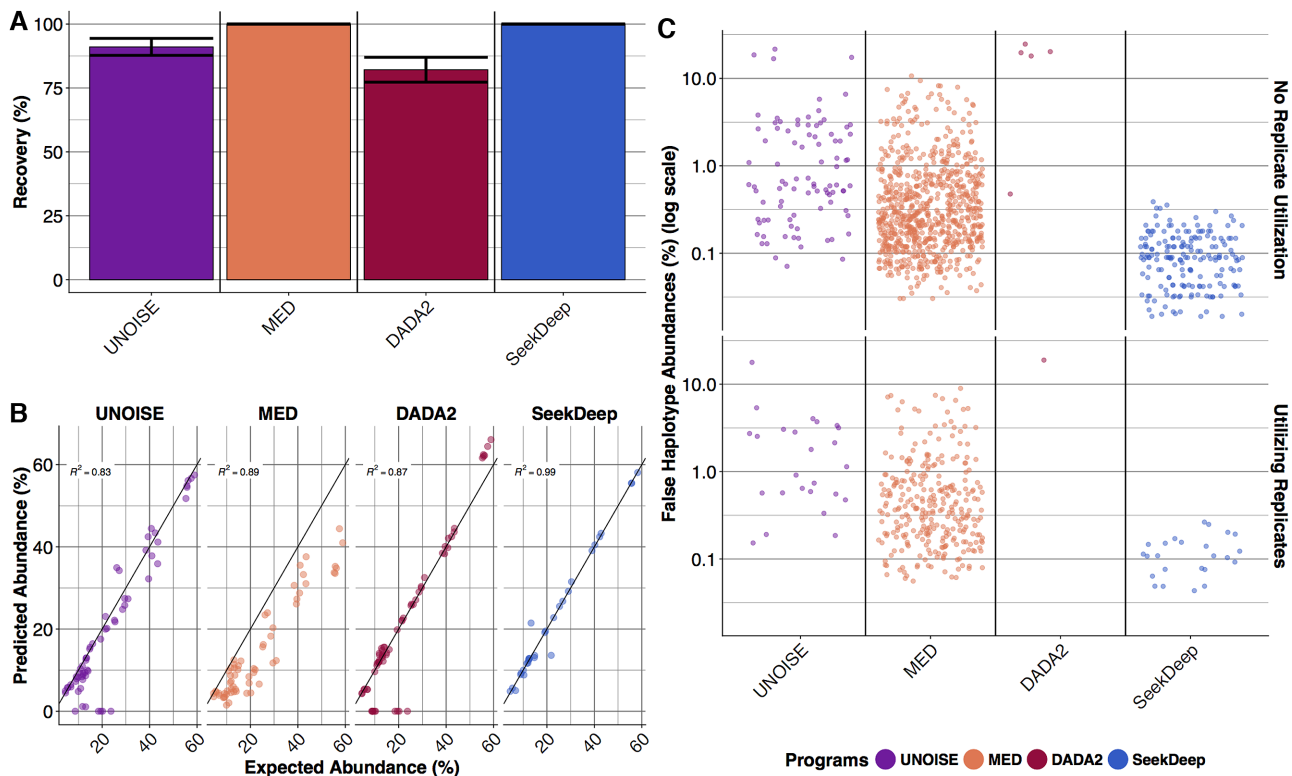 A
Recovery (%)
100
75
50
25
0
UNOISE
MED
DADA2
SeekDeep
B
UNOISE
MED
DADA2
SeekDeep
Predicted Abundance (%)
60
40
20
0
R² = 0.83
R² = 0.89
R² = 0.87
R² = 0.99
20
40
60
20
40
60
20
40
60
20
40
60
Expected Abundance (%)
C
False Haplotype Abundances (%) (log scale)
10.0
1.0
0.1
No Replicate Utilization
10.0
1.0
0.1
Utilizing Replicates
UNOISE
MED
DADA2
SeekDeep
Programs UNOISE MED DADA2 SeekDeep